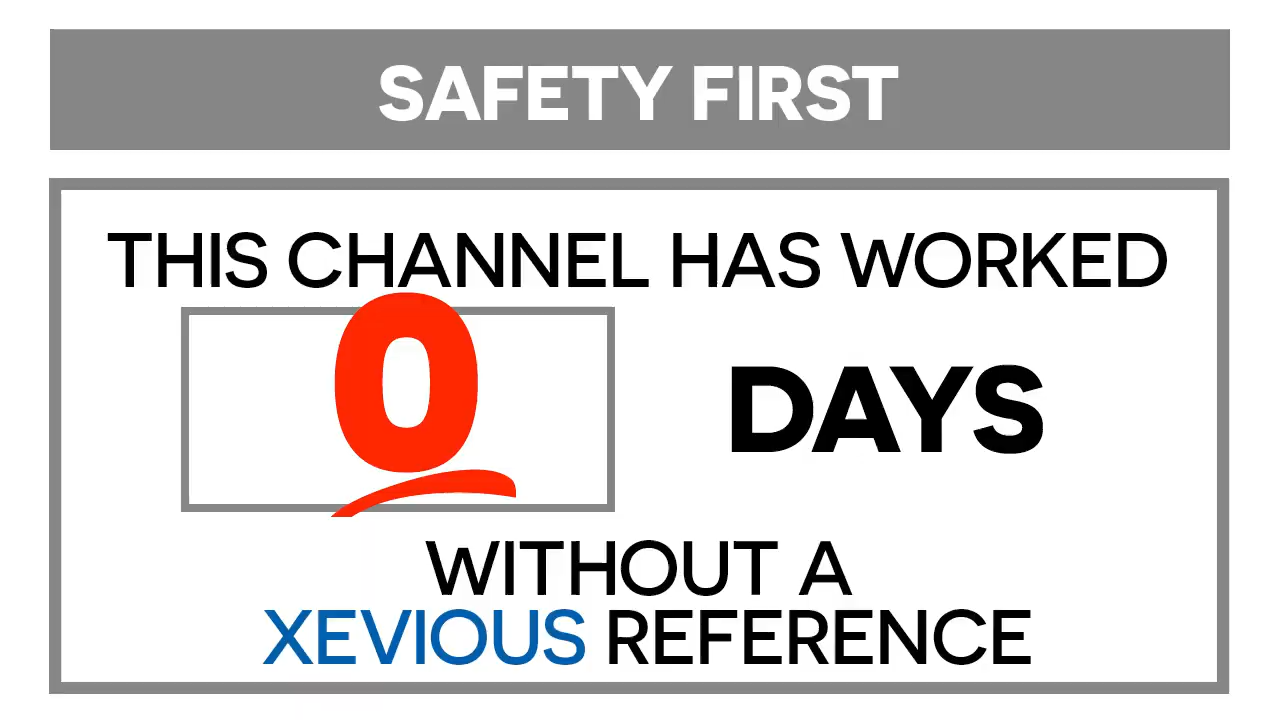 SAFETY FIRST
THIS CHANNEL HAS WORKED
0 DAYS
WITHOUT A
XEVIOUS REFERENCE